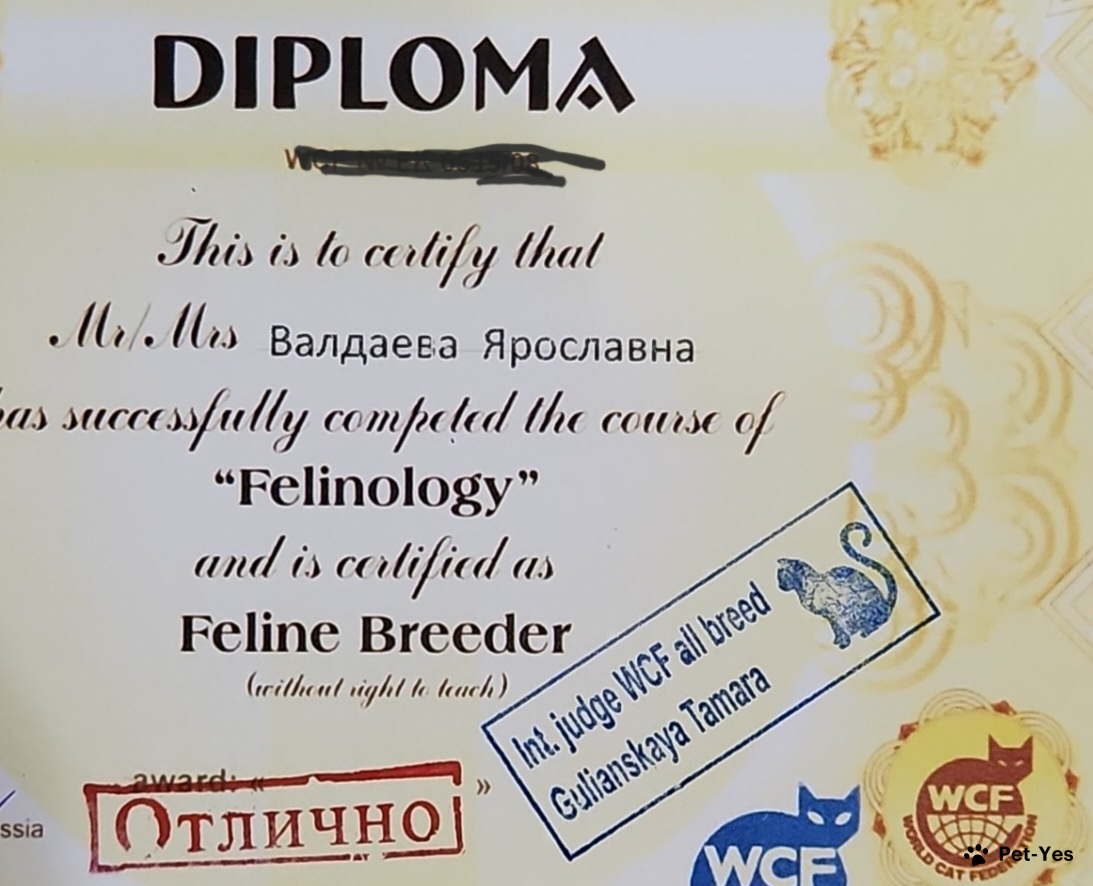 DIPLOMA
This is to certify that
Mr/Mrs Валдаева Ярославна
has successfully competed the course of
“Felinology”
and is certified as
Feline Breeder
(without right to teach)
Int. judge WCF all breed
Gulianskaya Tamara
award: « »
Отлично
ssia
WCF
WCF
WORLD CAT FEDERATION
Pet-Yes